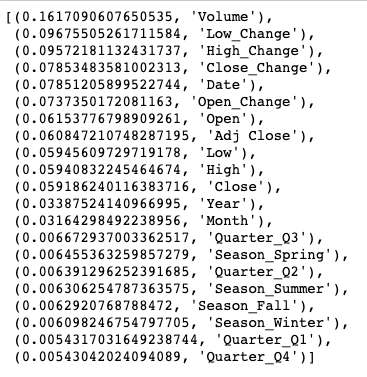 [(0.1617090607650535, 'Volume'),
(0.09675505261711584, 'Low_Change'),
(0.09572181132431737, 'High_Change'),
(0.07853483581002313, 'Close_Change'),
(0.07851205899522744, 'Date'),
(0.0737350172081163, 'Open_Change'),
(0.06153776798909261, 'Open'),
(0.060847210748287195, 'Adj Close'),
(0.05945609729719178, 'Low'),
(0.05940832245464674, 'High'),
(0.059186240116383716, 'Close'),
(0.03387524140966995, 'Year'),
(0.03164298492238956, 'Month'),
(0.006672937003362517, 'Quarter_Q3'),
(0.006455363259857279, 'Season_Spring'),
(0.006391296252391685, 'Quarter_Q2'),
(0.006306254787363575, 'Season_Summer'),
(0.0062920768788472, 'Season_Fall'),
(0.006098246754797705, 'Season_Winter'),
(0.0054317031649238744, 'Quarter_Q1'),
(0.00543042024094089, 'Quarter_Q4')]